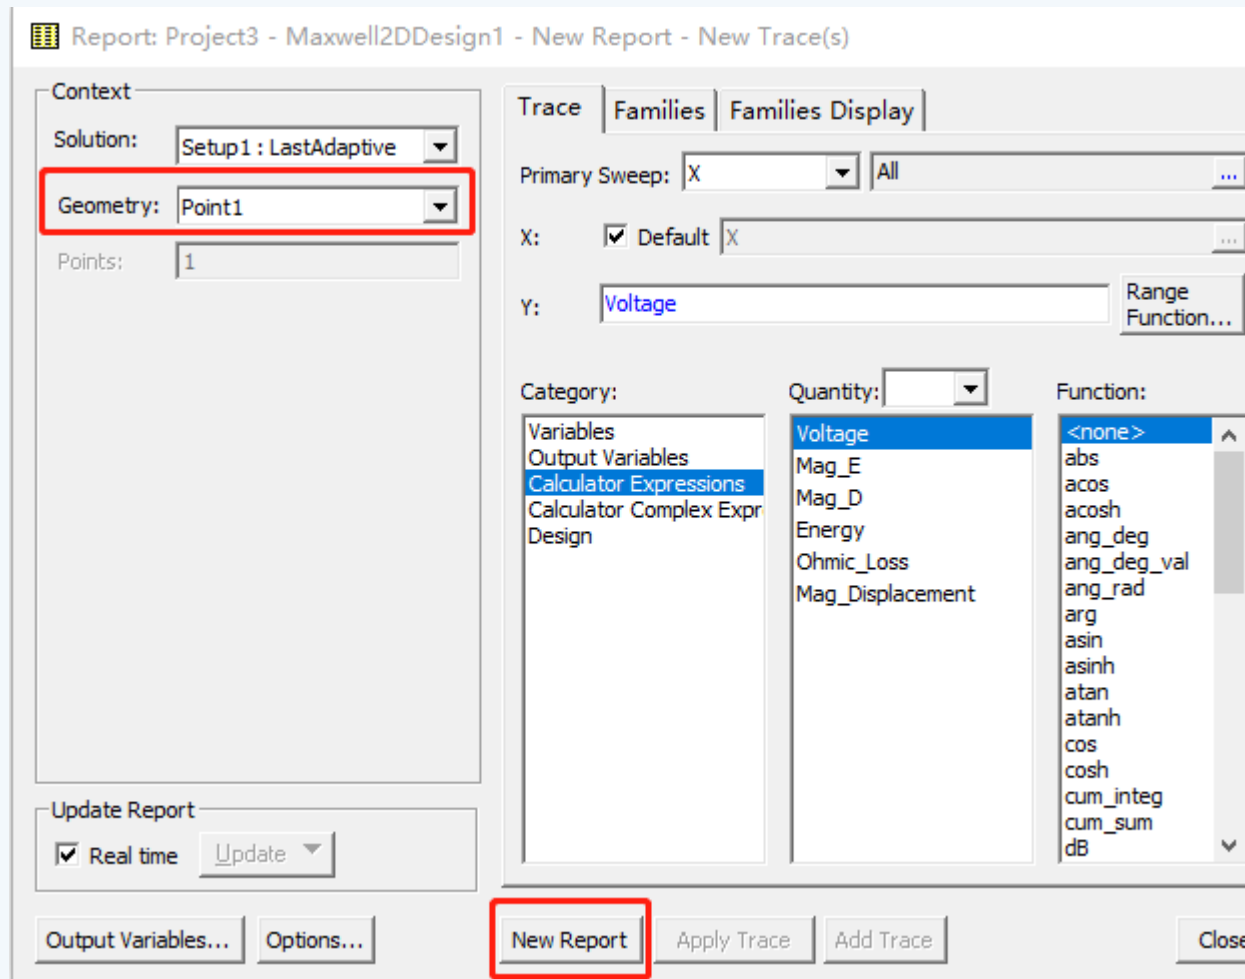 Report: Project3 - Maxwell2DDesign1 - New Report - New Trace(s)
Context
Solution: Setup1 : LastAdaptive
Geometry: Point1
Points: 1
Update Report
Real time Update
Output Variables... Options...
Trace Families Families Display
Primary Sweep: X All ...
X: Default X ...
Y: Voltage Range Function...
Category:
Variables
Output Variables
Calculator Expressions
Calculator Complex Expr
Design
Quantity:
Voltage
Mag_E
Mag_D
Energy
Ohmic_Loss
Mag_Displacement
Function:
<none>
abs
acos
acosh
ang_deg
ang_deg_val
ang_rad
arg
asin
asinh
atan
atanh
cos
cosh
cum_integ
cum_sum
dB
New Report Apply Trace Add Trace Close